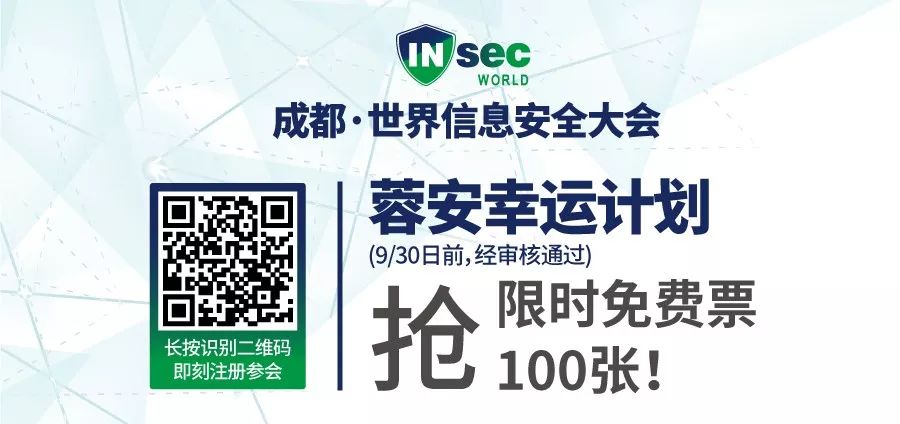 INsec
WORLD
成都·世界信息安全大会
蓉安幸运计划
(9/30日前，经审核通过)
抢
限时免费票
100张！
长按识别二维码
即刻注册参会